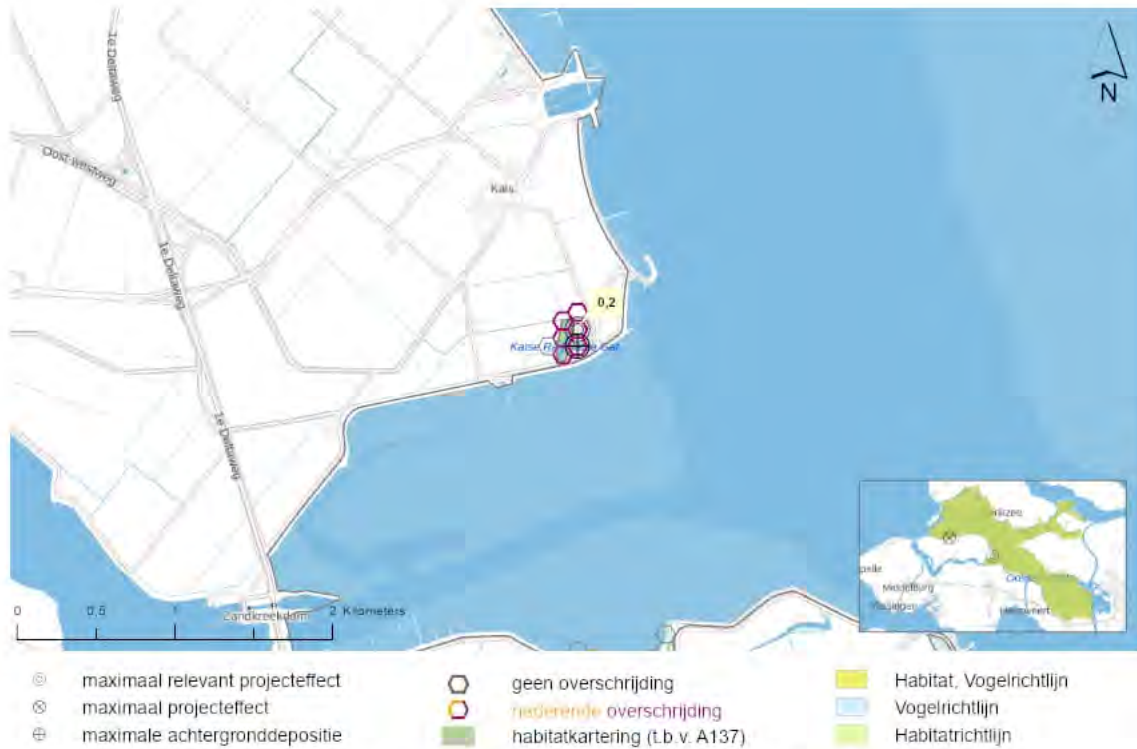 1e Deltaweg
N
Oost-westweg
Kats
1e Deltaweg
0,2
1e Deltaweg
Zandkreekdam
0 0,5 1 2 Kilometers
Middelburg
Vlissingen
maximaal relevant projecteffect
maximaal projecteffect
maximale achtergronddepositie
geen overschrijding
naderende overschrijding
habitatkartering (t.b.v. A137)
Habitat, Vogelrichtlijn
Vogelrichtlijn
Habitatrichtlijn